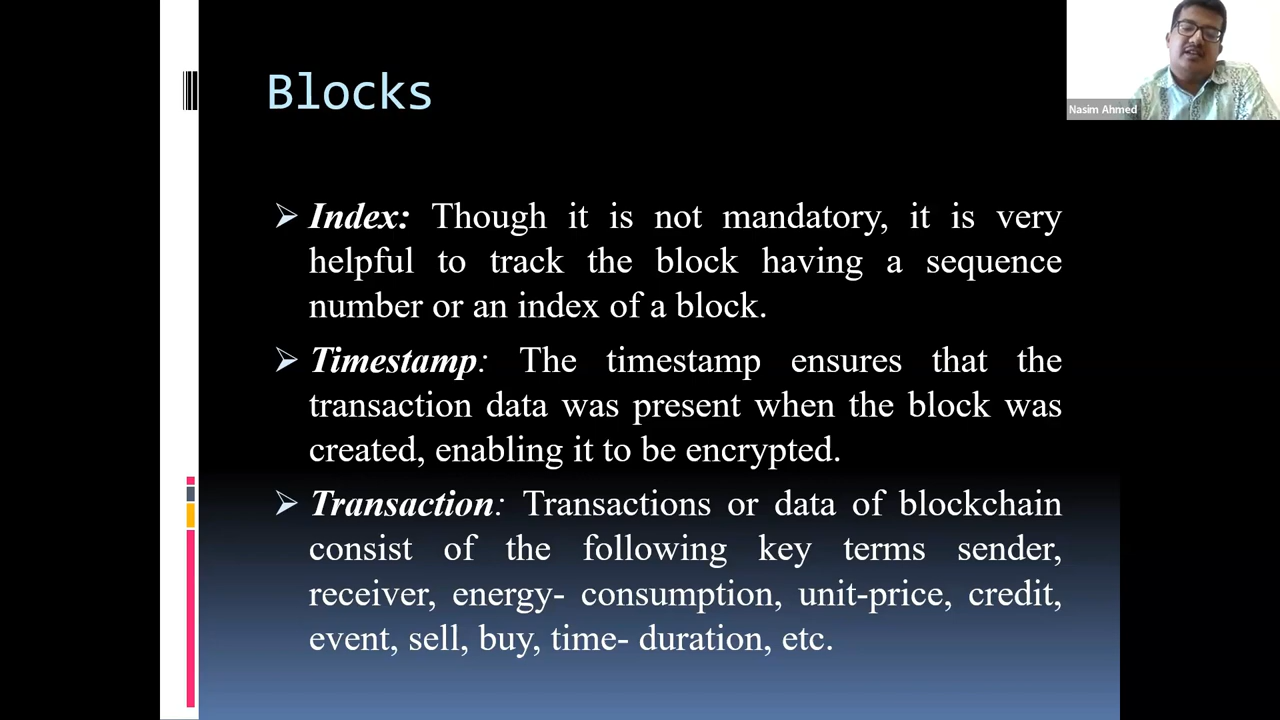 Blocks
Nasim Ahmed
Index: Though it is not mandatory, it is very
helpful to track the block having a sequence
number or an index of a block.
Timestamp: The timestamp ensures that the
transaction data was present when the block was
created, enabling it to be encrypted.
Transaction: Transactions or data of blockchain
consist of the following key terms sender,
receiver, energy- consumption, unit-price, credit,
event, sell, buy, time- duration, etc.